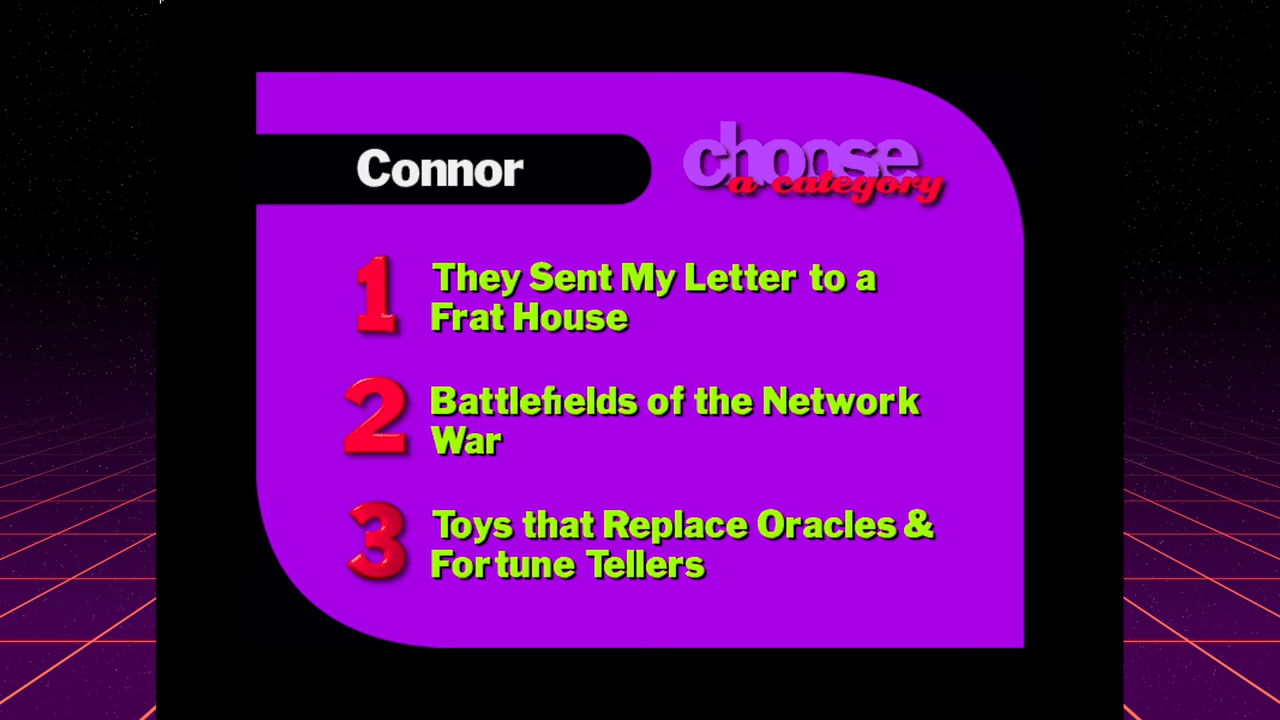 Connor
choose
a category
1
They Sent My Letter to a
Frat House
2
Battlefields of the Network
War
3
Toys that Replace Oracles &
Fortune Tellers